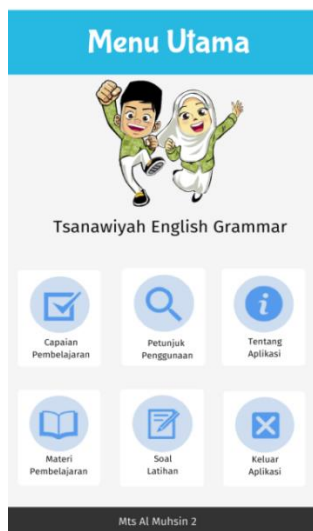 Menu Utama
Tsanawiyah English Grammar
Capaian
Pembelajaran
Petunjuk
Penggunaan
Tentang
Aplikasi
Materi
Pembelajaran
Soal
Latihan
Keluar
Aplikasi
Mts Al Muhsin 2